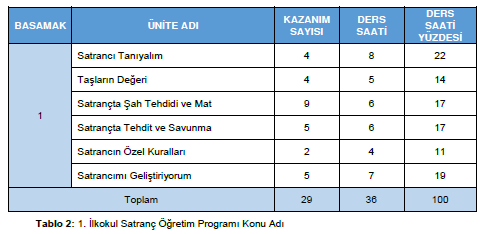 BASAMAK ÜNİTE ADI KAZANIM SAYISI DERS SAATİ DERS SAATİ YÜZDESİ
1
Satrancı Tanıyalım 4 8 22
Taşların Değeri 4 5 14
Satrançta Şah Tehdidi ve Mat 9 6 17
Satrançta Tehdit ve Savunma 5 6 17
Satrancın Özel Kuralları 2 4 11
Satrancımı Geliştiriyorum 5 7 19
Toplam 29 36 100
Tablo 2: 1. İlkokul Satranç Öğretim Programı Konu Adı